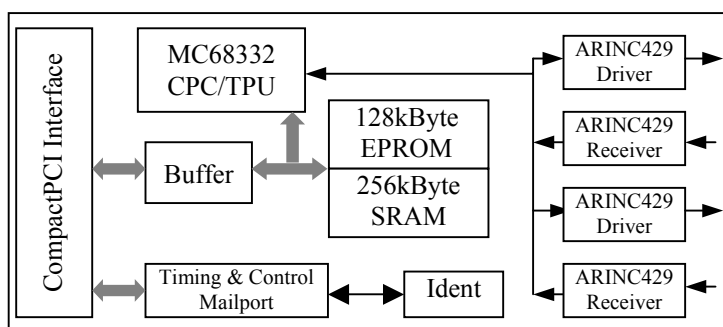 CompactPCI Interface
MC68332
CPC/TPU
128kByte
EPROM
256kByte
SRAM
Buffer
Timing & Control
Mailport
Ident
ARINC429
Driver
ARINC429
Receiver
ARINC429
Driver
ARINC429
Receiver